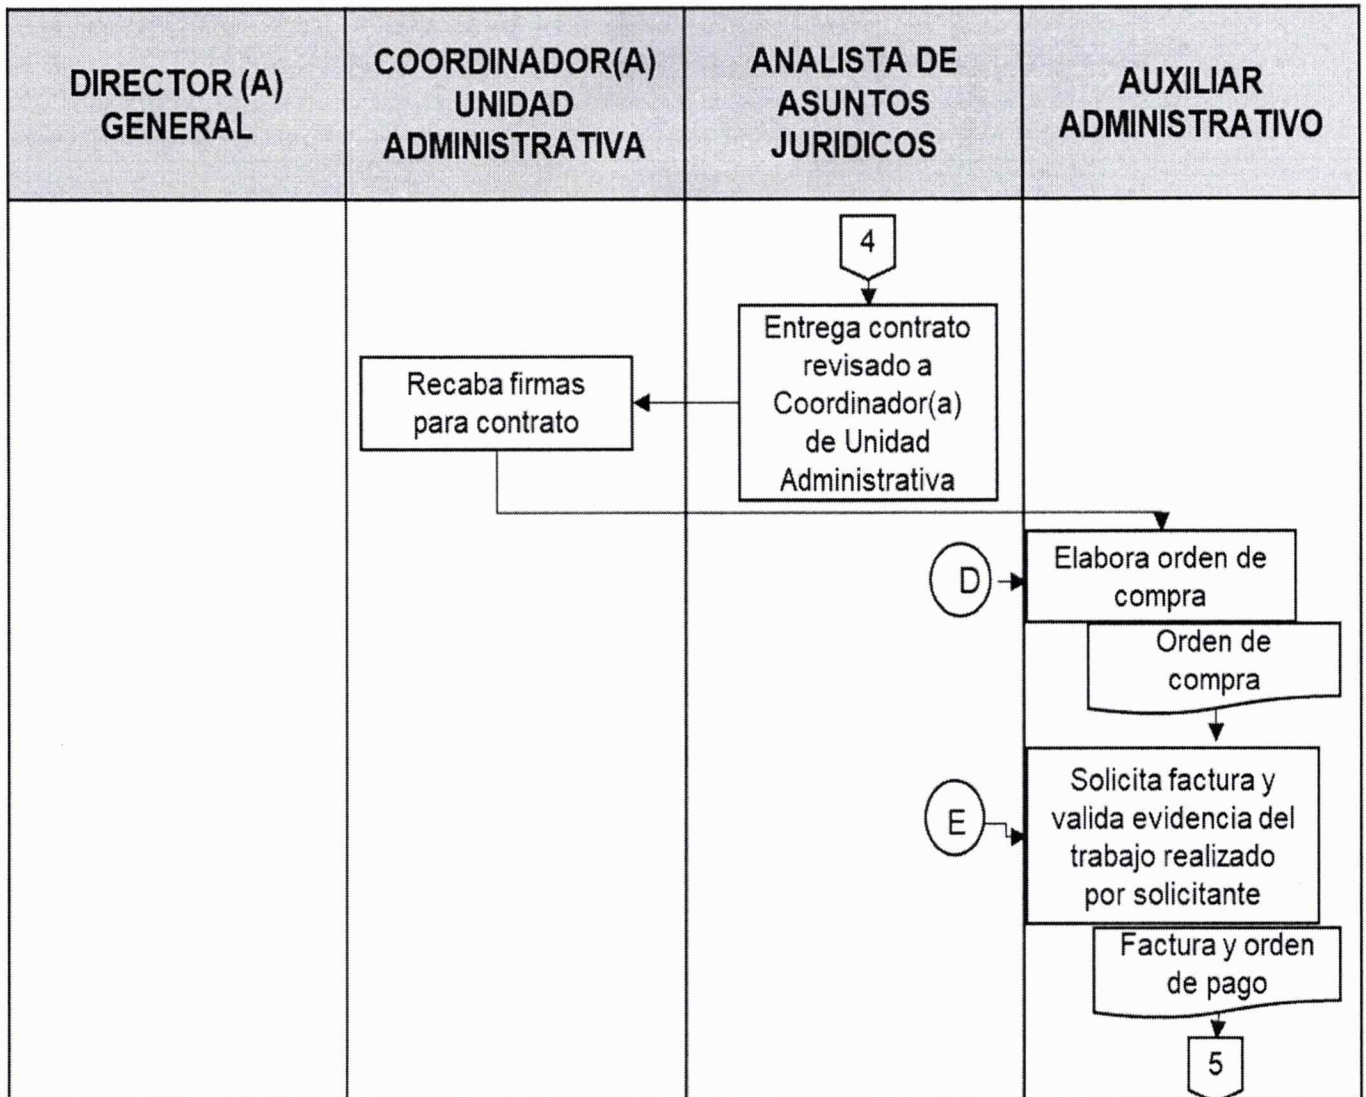 DIRECTOR (A)
GENERAL
COORDINADOR(A)
UNIDAD
ADMINISTRATIVA
ANALISTA DE
ASUNTOS
JURIDICOS
AUXILIAR
ADMINISTRATIVO
4
Entrega contrato
revisado a
Coordinador(a)
de Unidad
Administrativa
Recaba firmas
para contrato
D
Elabora orden de
compra
Orden de
compra
E
Solicita factura y
valida evidencia del
trabajo realizado
por solicitante
Factura y orden
de pago
5